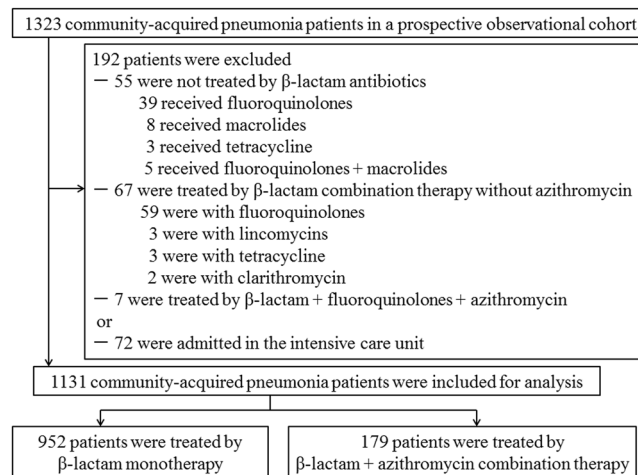 1323 community-acquired pneumonia patients in a prospective observational cohort
192 patients were excluded
— 55 were not treated by β-lactam antibiotics
39 received fluoroquinolones
8 received macrolides
3 received tetracycline
5 received fluoroquinolones + macrolides
— 67 were treated by β-lactam combination therapy without azithromycin
59 were with fluoroquinolones
3 were with lincomycins
3 were with tetracycline
2 were with clarithromycin
— 7 were treated by β-lactam + fluoroquinolones + azithromycin
or
— 72 were admitted in the intensive care unit
1131 community-acquired pneumonia patients were included for analysis
952 patients were treated by
β-lactam monotherapy
179 patients were treated by
β-lactam + azithromycin combination therapy